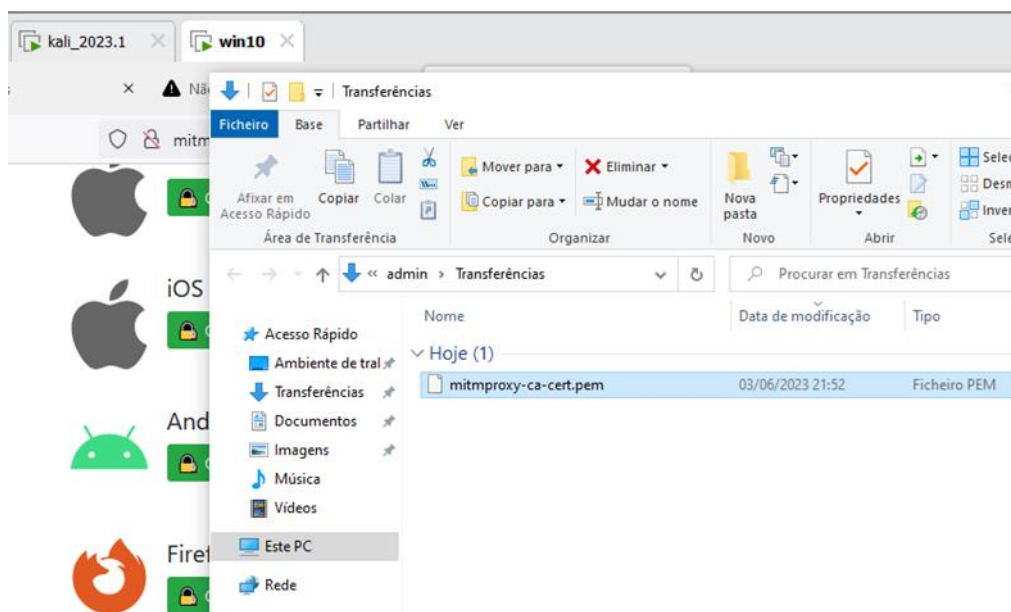 kali_2023.1
win10
Transferências
Ficheiro Base Partilhar Ver
Afixar em
Acesso Rápido
Copiar
Colar
Mover para
Copiar para
Eliminar
Mudar o nome
Nova
pasta
Propriedades
Área de Transferência Organizar Novo Abrir
« admin > Transferências
Procurar em Transferências
Nome Data de modificação Tipo
Hoje (1)
mitmproxy-ca-cert.pem 03/06/2023 21:52 Ficheiro PEM
Acesso Rápido
Transferências
Documentos
Imagens
Música
Vídeos
Este PC
Rede
iOS